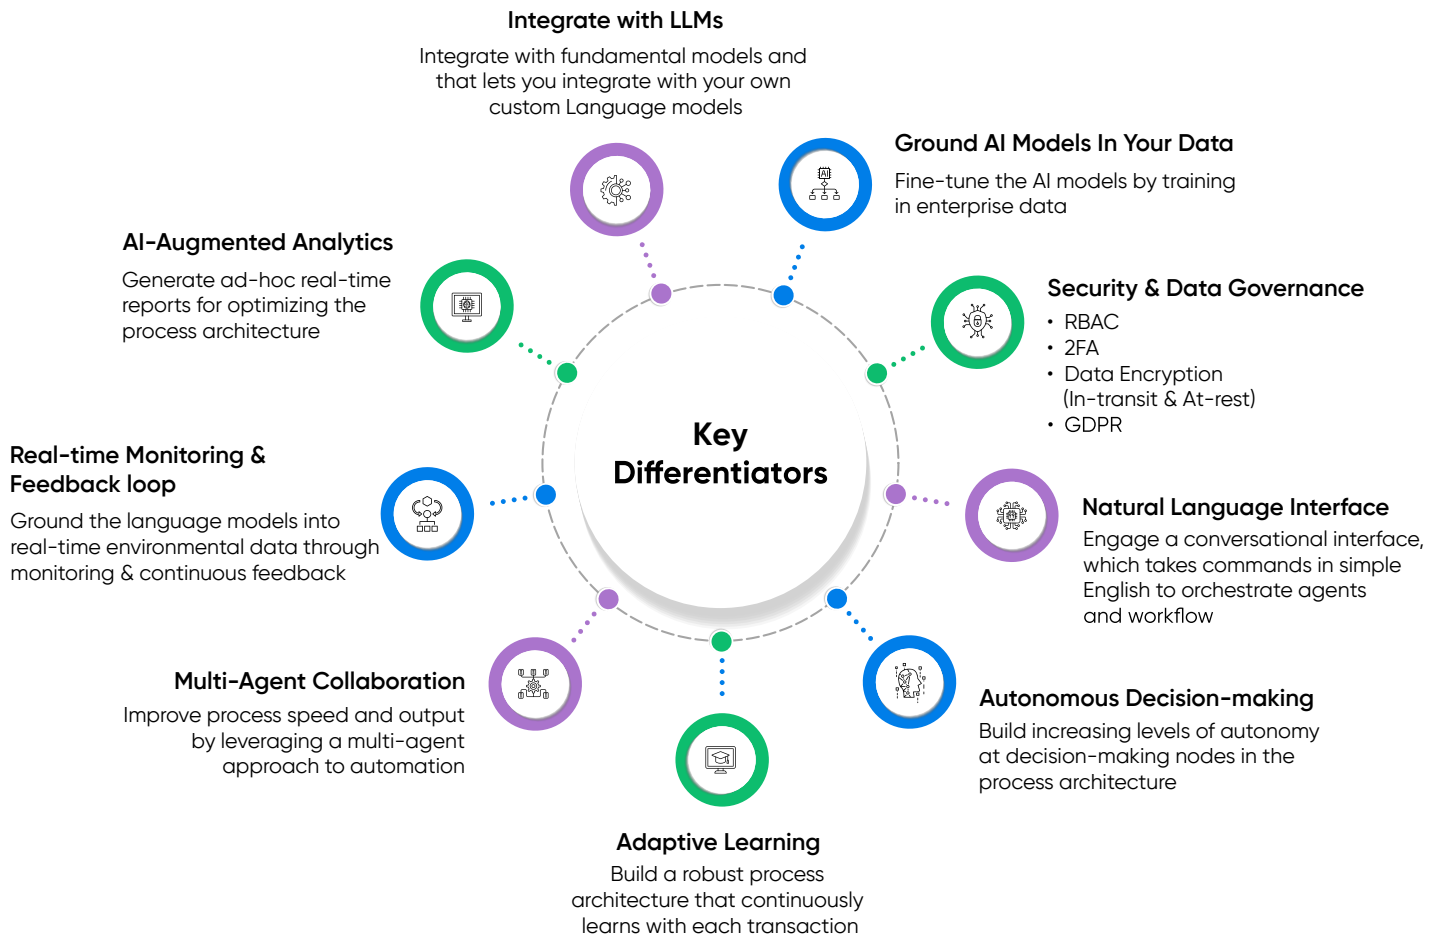 Integrate with LLMs
Integrate with fundamental models and
that lets you integrate with your own
custom Language models
Ground AI Models In Your Data
Fine-tune the AI models by training
in enterprise data
AI
AI-Augmented Analytics
Generate ad-hoc real-time
reports for optimizing the
process architecture
Security & Data Governance
• RBAC
• 2FA
• Data Encryption
(In-transit & At-rest)
• GDPR
Key
Differentiators
Real-time Monitoring &
Feedback loop
Ground the language models into
real-time environmental data through
monitoring & continuous feedback
Natural Language Interface
Engage a conversational interface,
which takes commands in simple
English to orchestrate agents
and workflow
Multi-Agent Collaboration
Improve process speed and output
by leveraging a multi-agent
approach to automation
Autonomous Decision-making
Build increasing levels of autonomy
at decision-making nodes in the
process architecture
Adaptive Learning
Build a robust process
architecture that continuously
learns with each transaction